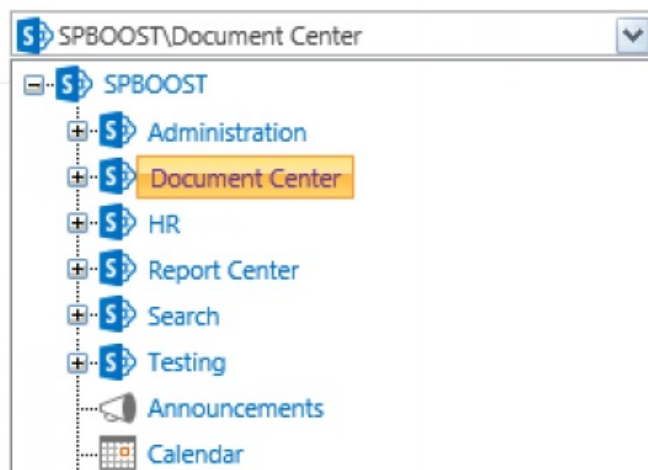 SPBOOST\Document Center
SPBOOST
Administration
Document Center
HR
Report Center
Search
Testing
Announcements
Calendar